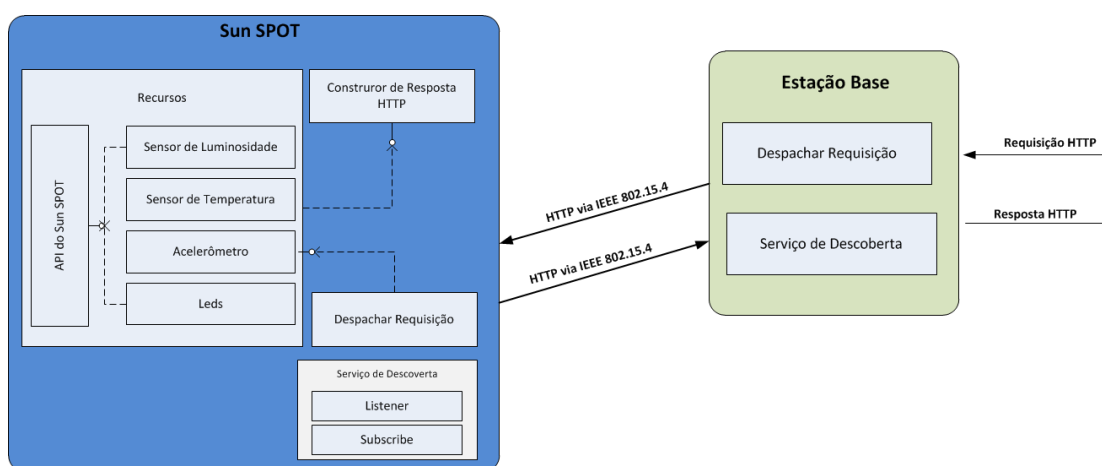 Sun SPOT
Recursos
API do Sun SPOT
Sensor de Luminosidade
Sensor de Temperatura
Acelerômetro
Leds
Construror de Resposta
HTTP
Despachar Requisição
Serviço de Descoverta
Listener
Subscribe
HTTP via IEEE 802.15.4
HTTP via IEEE 802.15.4
Estação Base
Despachar Requisição
Serviço de Descoberta
Requisição HTTP
Resposta HTTP